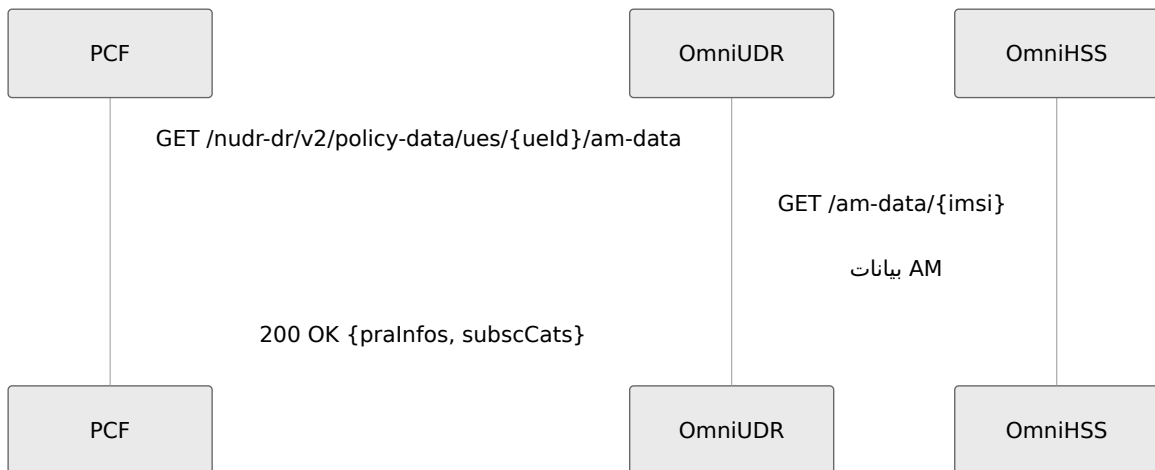 PCF
OmniUDR
OmniHSS
GET /nudr-dr/v2/policy-data/ues/{ueId}/am-data
GET /am-data/{imsi}
بيانات AM
200 OK {praInfos, subscCats}
PCF
OmniUDR
OmniHSS